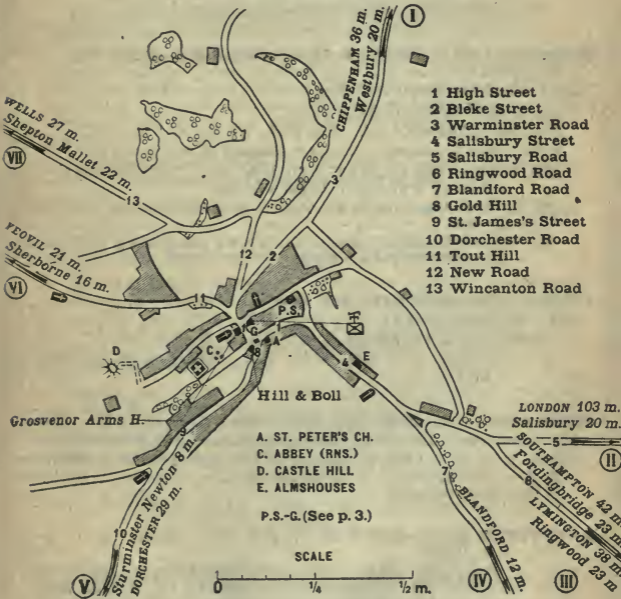 I
CHIPPENHAM 36 m.
Westbury 20 m.
WELLS 27 m.
Shepton Mallet 22 m.
VII
13
3
1 High Street
2 Bleke Street
3 Warminster Road
4 Salisbury Street
5 Salisbury Road
6 Ringwood Road
7 Blandford Road
8 Gold Hill
9 St. James's Street
10 Dorchester Road
11 Tout Hill
12 New Road
13 Wincanton Road
YEOVIL 21 m.
Sherborne 16 m.
VI
12
2
11
P.S.
H
G
1
D
C
8
A
4
E
Hill & Boll
Grosvenor Arms H.
9
A. ST. PETER'S CH.
C. ABBEY (RNS.)
D. CASTLE HILL
E. ALMSHOUSES
P.S.-G. (See p. 3.)
LONDON 103 m.
Salisbury 20 m.
5
II
SOUTHAMPTON 42 m.
Fordingbridge 23 m.
6
LYMINGTON 38 m.
Ringwood 23 m
III
7
BLANDFORD 12 m.
IV
Sturminster Newton 8 m.
DORCHESTER 29 m.
10
V
SCALE
0 1/4 1/2 m.